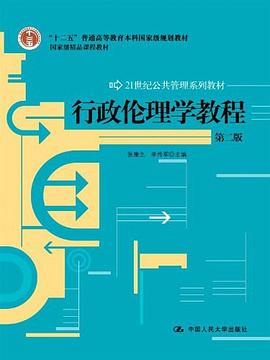 “十二五”普通高等教育本科国家级规划教材
国家级精品课程教材
21世纪公共管理系列教材
行政伦理学教程
第二版
张康之 李传军 主编
中国人民大学出版社